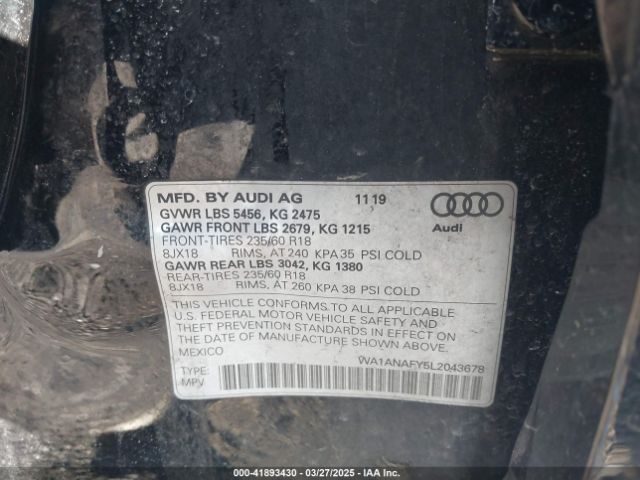 MFD. BY AUDI AG 11 19
GVWR LBS 5456, KG 2475
GAWR FRONT LBS 2679, KG 1215
Audi
FRONT-TIRES 235/60 R18
8JX18 RIMS, AT 240 KPA 35 PSI COLD
GAWR REAR LBS 3042, KG 1380
REAR-TIRES 235/60 R18
8JX18 RIMS, AT 260 KPA 38 PSI COLD
THIS VEHICLE CONFORMS TO ALL APPLICABLE
U.S. FEDERAL MOTOR VEHICLE SAFETY AND
THEFT PREVENTION STANDARDS IN EFFECT ON
THE DATE OF MANUFACTURE SHOWN ABOVE.
MEXICO
WA1ANAFY5L2043678
TYPE:
MPV
000-41893430 - 03/27/2025 - IAA Inc.